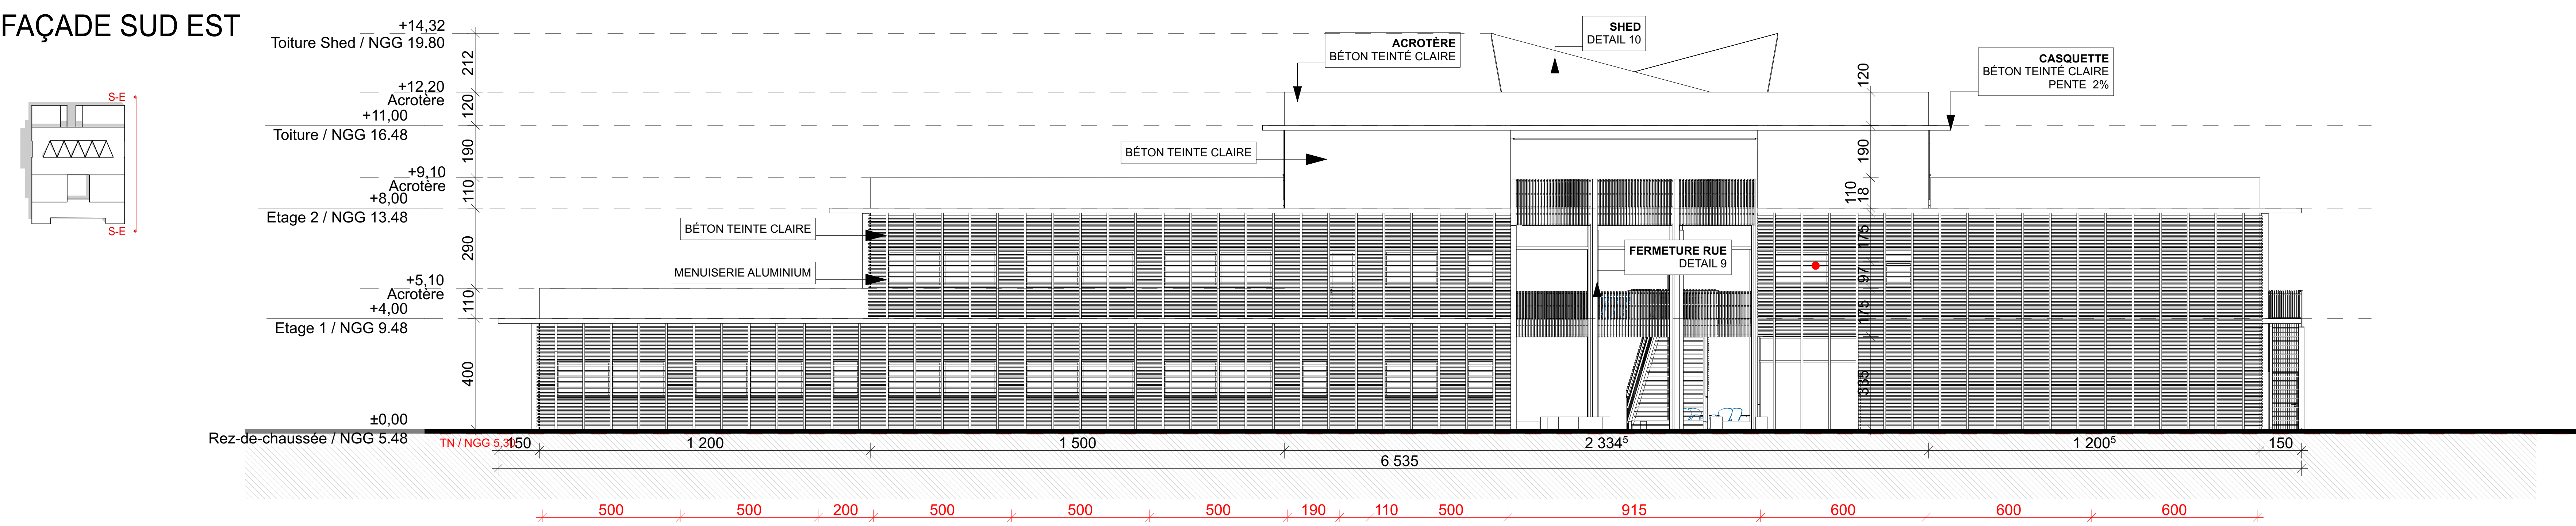 FAÇADE SUD EST
S-E
S-E
+14,32
Toiture Shed / NGG 19.80
+12,20
Acrotère
+11,00
Toiture / NGG 16.48
+9,10
Acrotère
+8,00
Etage 2 / NGG 13.48
+5,10
Acrotère
+4,00
Etage 1 / NGG 9.48
±0,00
Rez-de-chaussée / NGG 5.48
212
120
190
110
290
110
400
ACROTÈRE
BÉTON TEINTÉ CLAIRE
SHED
DETAIL 10
CASQUETTE
BÉTON TEINTÉ CLAIRE
PENTE 2%
BÉTON TEINTE CLAIRE
BÉTON TEINTE CLAIRE
MENUISERIE ALUMINIUM
FERMETURE RUE
DETAIL 9
120
190
110
18
175
97
175
335
TN / NGG 5,30
150
1 200
1 500
2 334⁵
1 200⁵
150
6 535
500
500
200
500
500
500
190
110
500
915
600
600
600